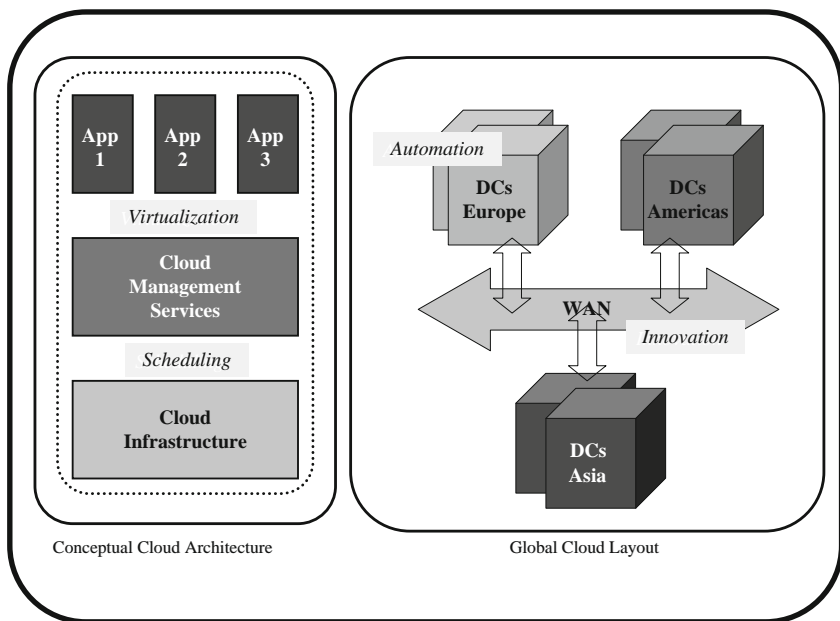 App
1
App
2
App
3
Virtualization
Cloud
Management
Services
Scheduling
Cloud
Infrastructure
Conceptual Cloud Architecture
Automation
DCs
Europe
DCs
Americas
WAN
Innovation
DCs
Asia
Global Cloud Layout